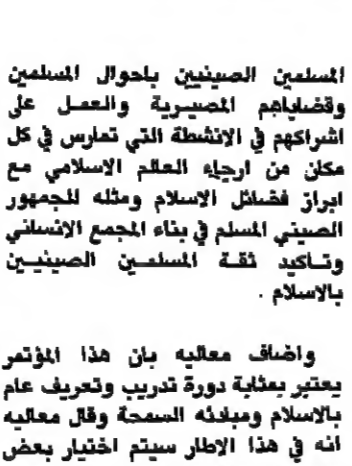 المسلمين الصينيين باحوال المسلمين
وقضاياهم المصيرية والعمل على
اشراكهم في الانشطة التي تمارس في كل
مكان من ارجاء العالم الاسلامي مع
ابراز فضائل الاسلام ومثله للجمهور
الصيني المسلم في بناء المجمع الانساني
وتاكيد ثقة المسلمين الصينيين
بالاسلام .
واضاف معاليه بان هذا المؤتمر
يعتبر بمثابة دورة تدريب وتعريف عام
بالاسلام ومبادئه السمحة وقال معاليه
انه في هذا الاطار سيتم اختيار بعض